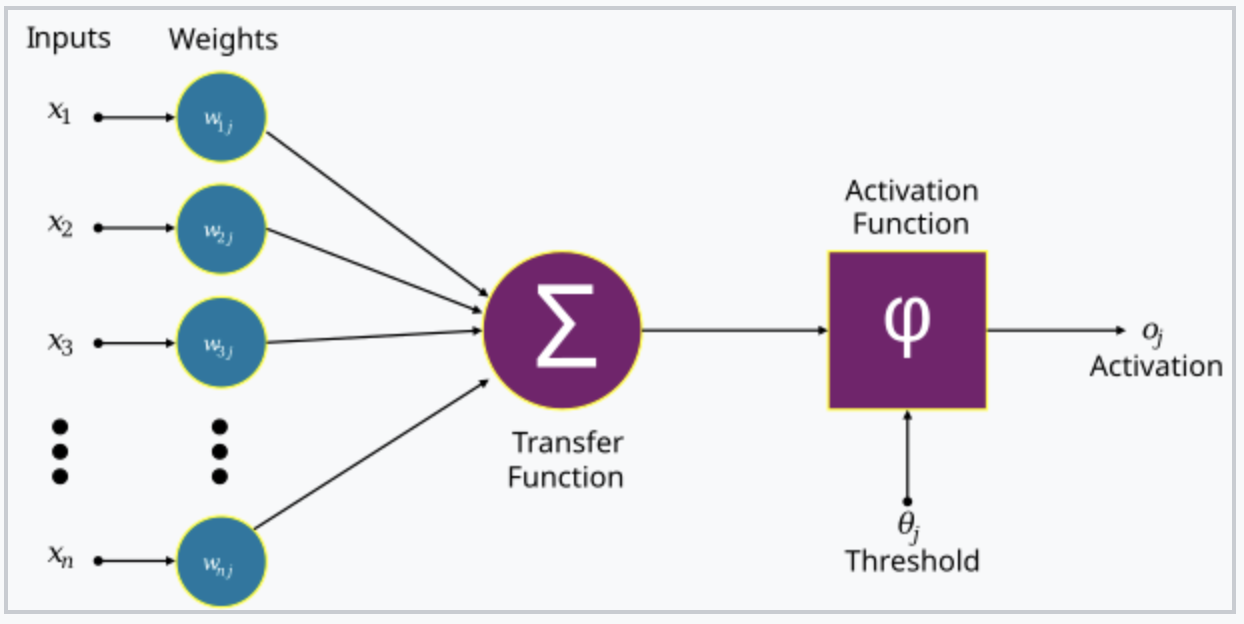 Inputs Weights
x1 w1j
x2 w2j
x3 w3j
xn wnj
Σ
Transfer
Function
Activation
Function
φ
oj
Activation
θj
Threshold